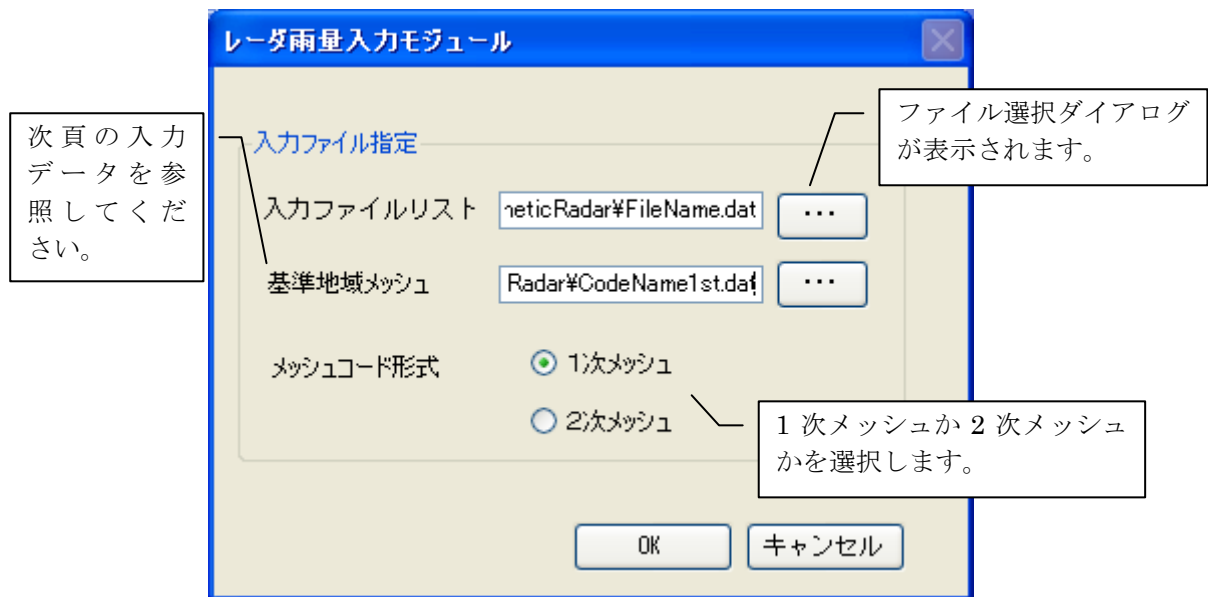 レーダ雨量入力モジュール
次頁の入力
データを参
照してくだ
さい。
ファイル選択ダイアログ
が表示されます。
入力ファイル指定
入力ファイルリスト neticRadar¥FileName.dat ...
基準地域メッシュ Radar¥CodeName1st.dat ...
メッシュコード形式 1次メッシュ
2次メッシュ
1 次メッシュか 2 次メッシュ
かを選択します。
OK キャンセル